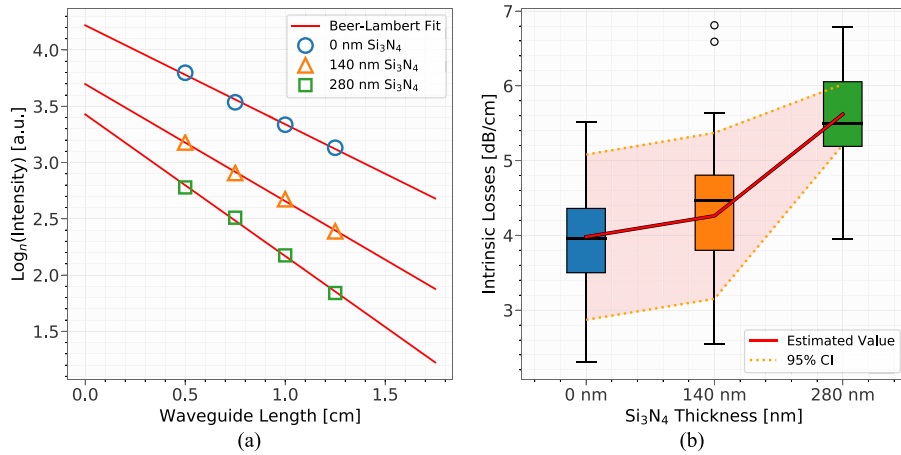 Beer-Lambert Fit
0 nm Si₃N₄
140 nm Si₃N₄
280 nm Si₃N₄
Logₙ(Intensity) [a.u.]
4.0
3.5
3.0
2.5
2.0
1.5
0.0
0.5
1.0
1.5
Waveguide Length [cm]
(a)
Intrinsic Losses [dB/cm]
7
6
5
4
3
Estimated Value
95% CI
0 nm
140 nm
280 nm
Si₃N₄ Thickness [nm]
(b)